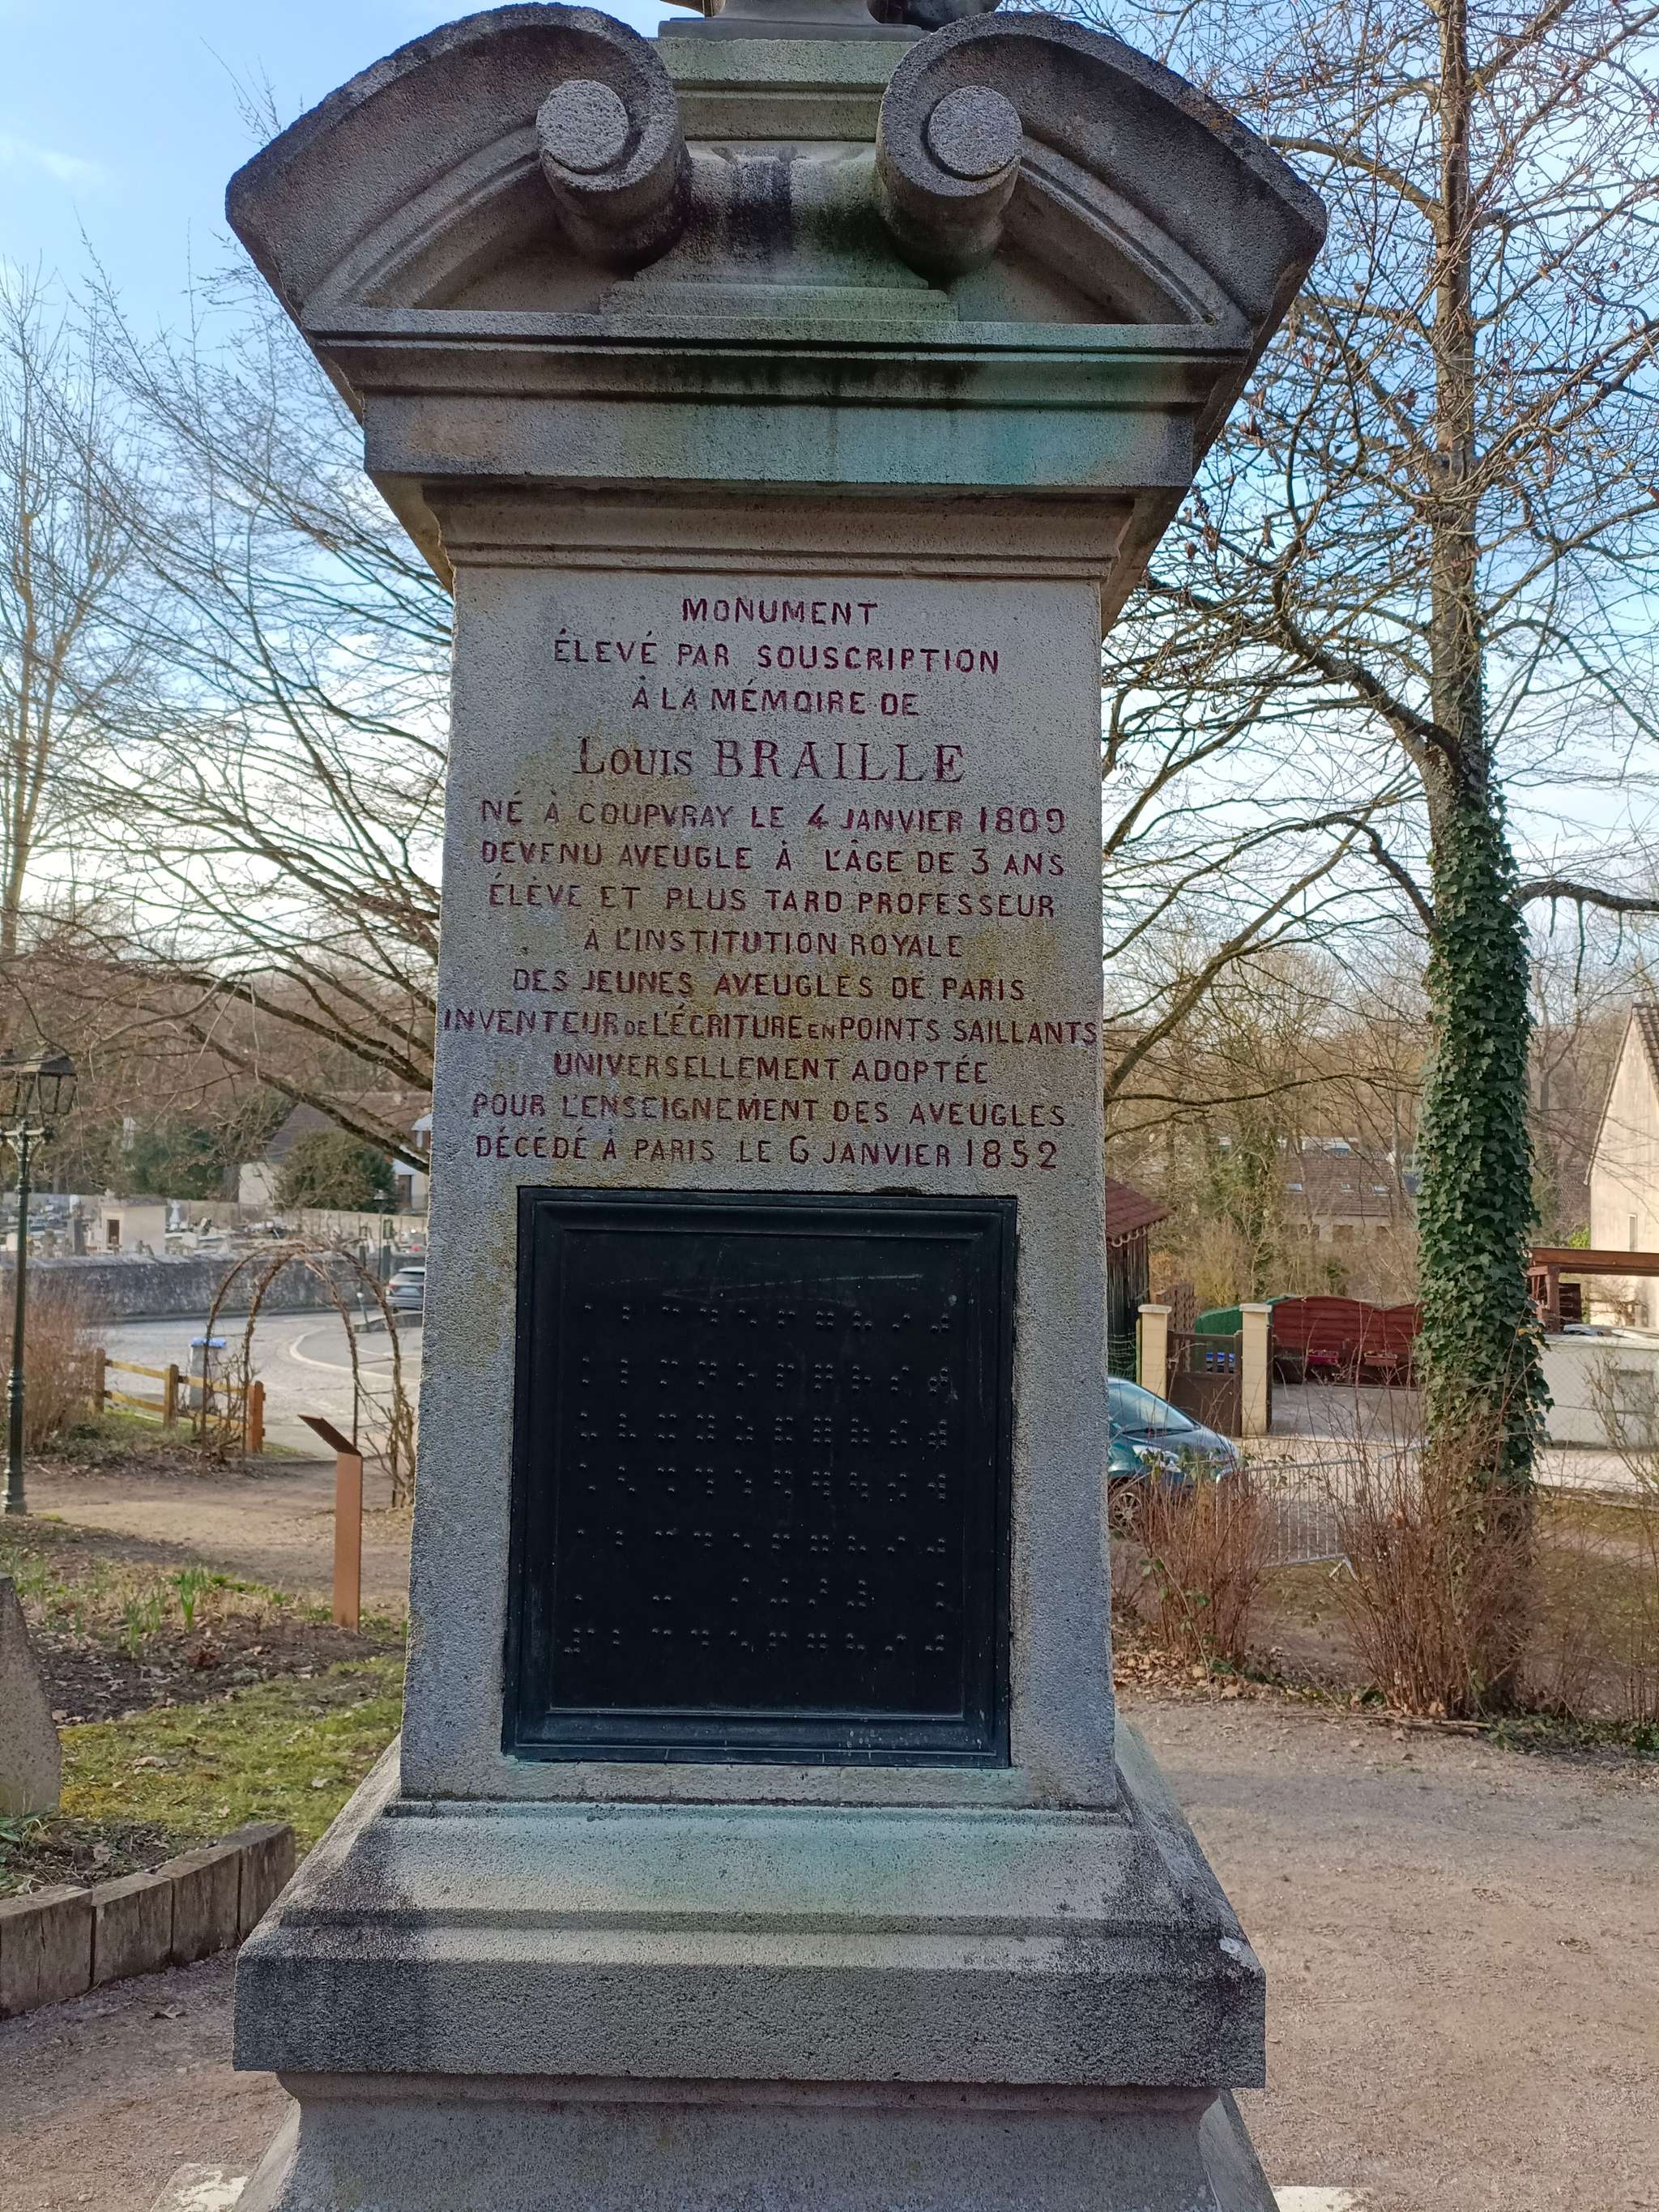 MONUMENT
ÉLEVÉ PAR SOUSCRIPTION
À LA MÉMOIRE DE
LOUIS BRAILLE
NÉ À COUPVRAY LE 4 JANVIER 1809
DEVENU AVEUGLE À L'ÂGE DE 3 ANS
ÉLÈVE ET PLUS TARD PROFESSEUR
À L'INSTITUTION ROYALE
DES JEUNES AVEUGLES DE PARIS
INVENTEUR DE L'ÉCRITURE EN POINTS SAILLANTS
UNIVERSELLEMENT ADOPTÉE
POUR L'ENSEIGNEMENT DES AVEUGLES.
DÉCÉDÉ À PARIS LE 6 JANVIER 1852